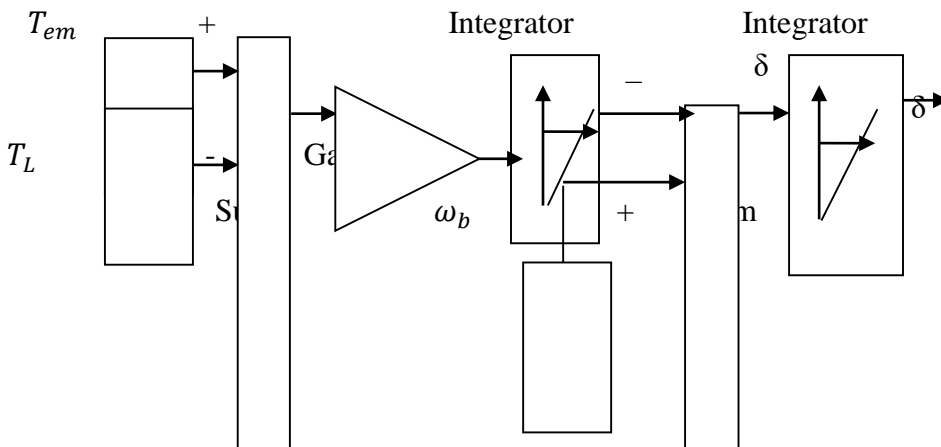 T_em + Integrator Integrator
− δ
δ
T_L -
ω_b +